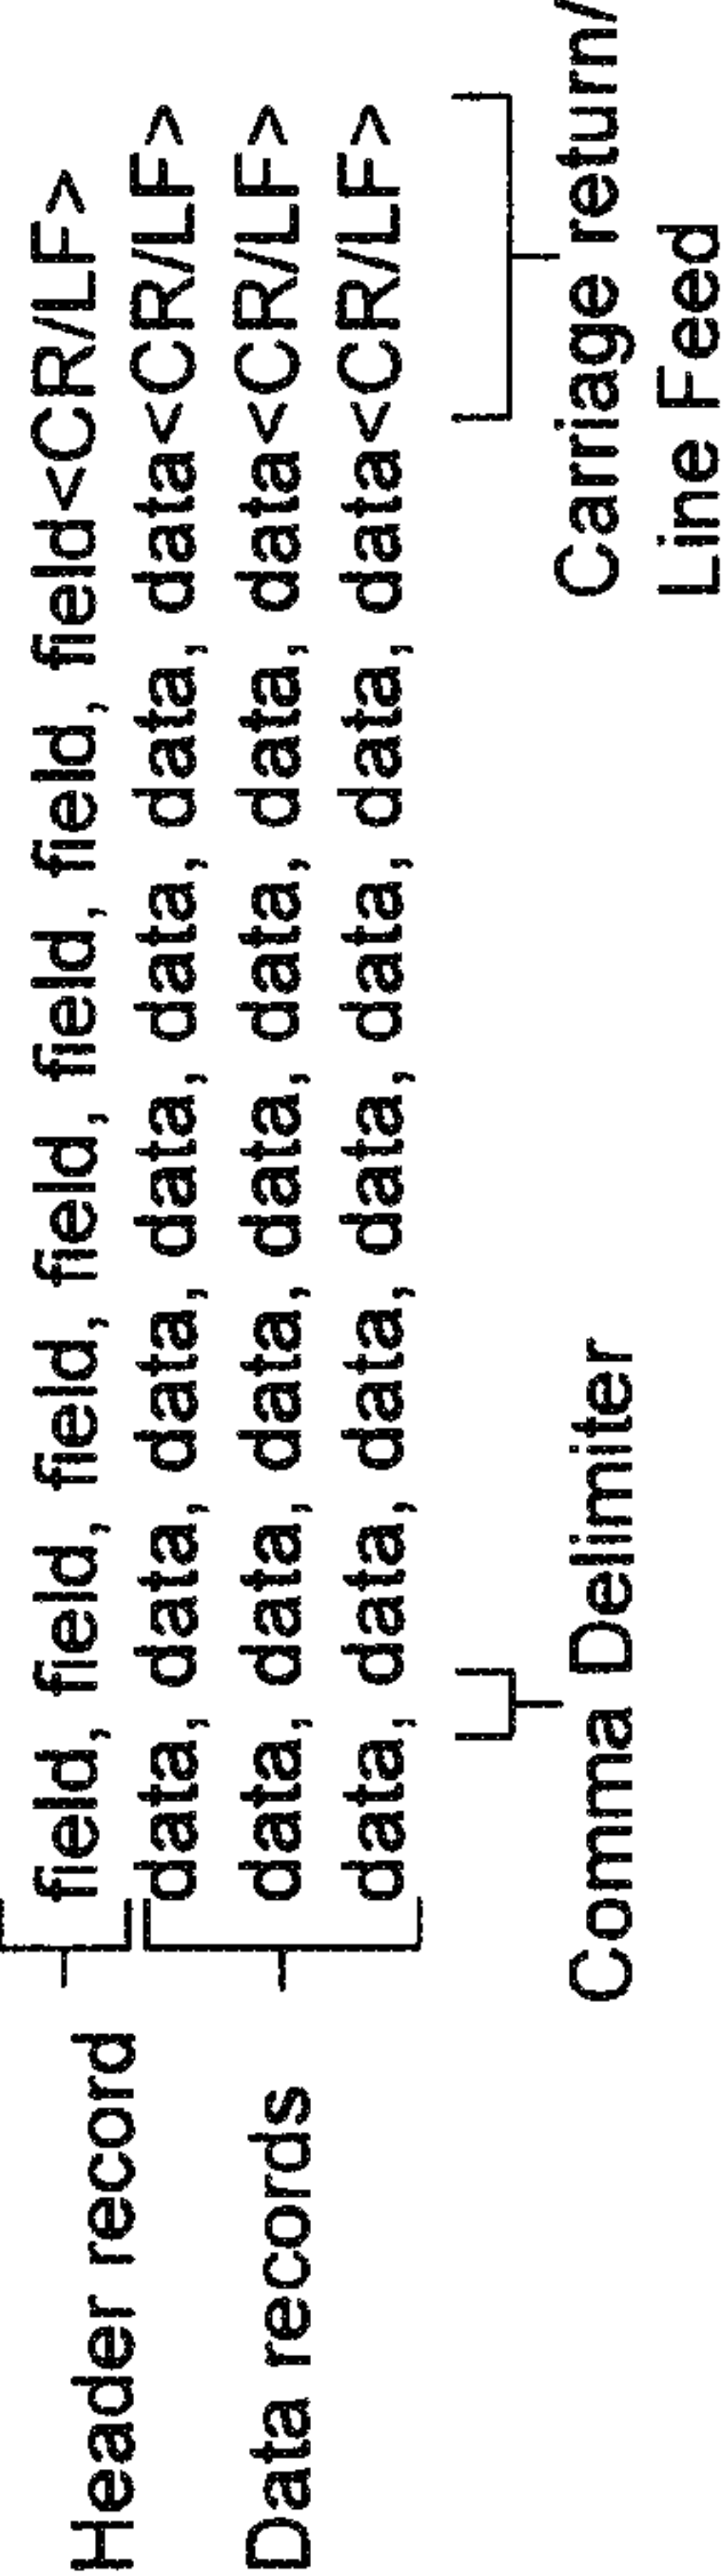 Header record field, field, field, field, field, field, field<CR/LF>
data, data, data, data, data, data, data<CR/LF>
Data records data, data, data, data, data, data, data<CR/LF>
data, data, data, data, data, data, data<CR/LF>
Comma Delimiter
Carriage return/
Line Feed